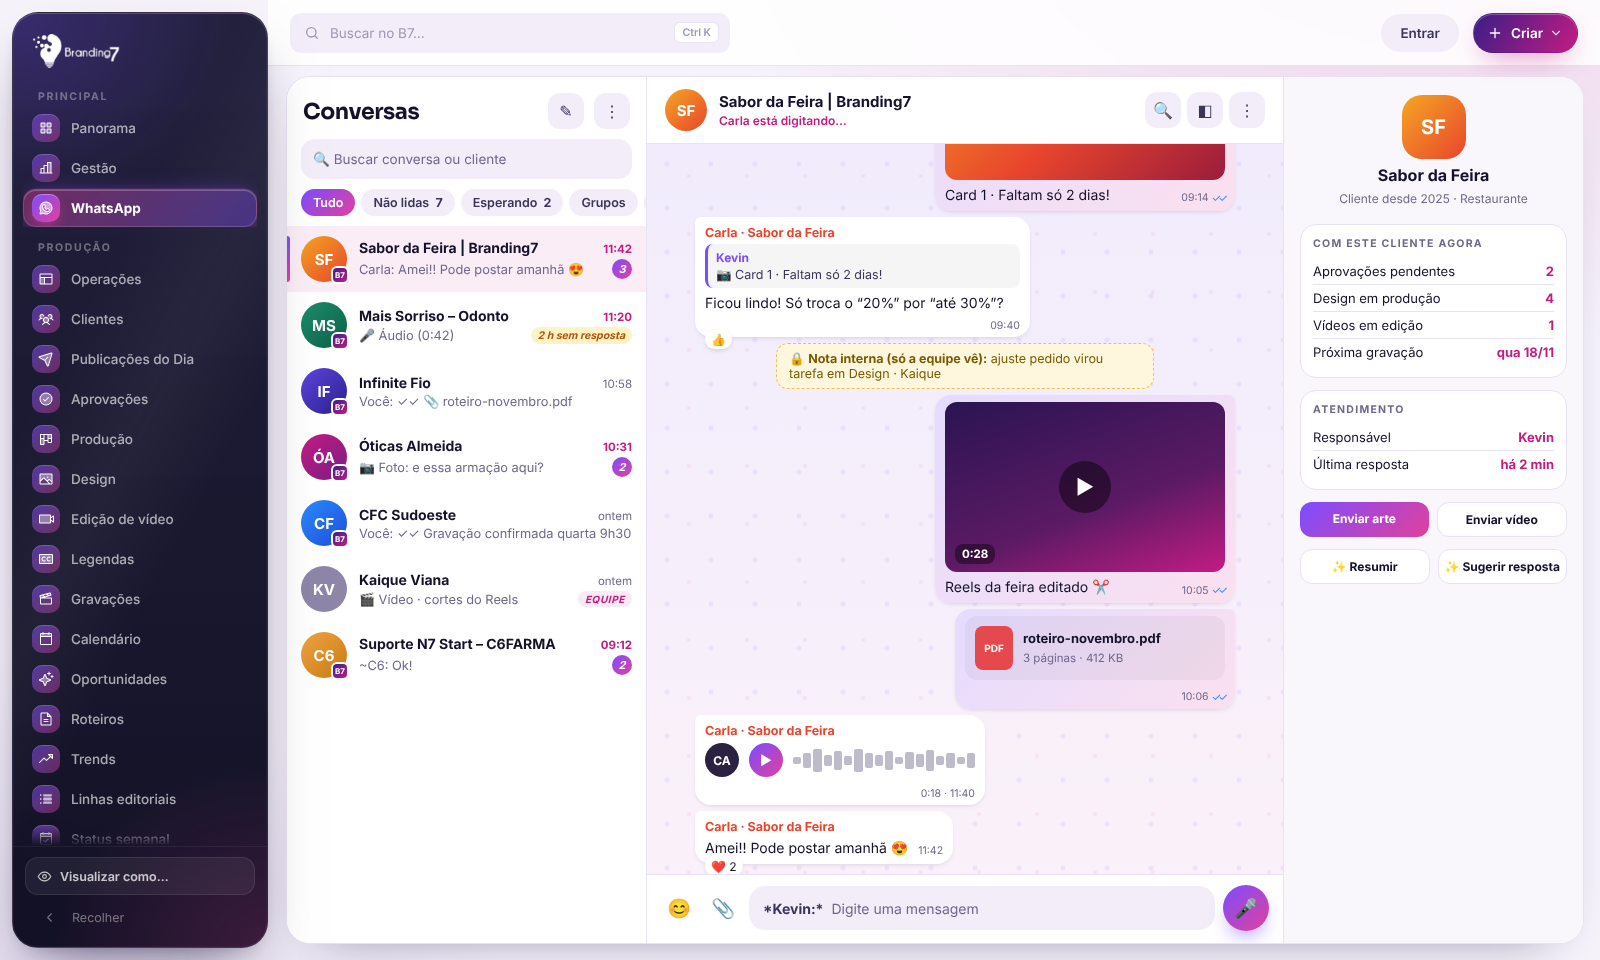 Branding7
Buscar no B7...
Ctrl K
Entrar
Criar
PRINCIPAL
Panorama
Gestão
WhatsApp
PRODUÇÃO
Operações
Clientes
Publicações do Dia
Aprovações
Produção
Design
Edição de vídeo
CC
Legendas
Gravações
Calendário
Oportunidades
Roteiros
Trends
Linhas editoriais
Status semanal
Visualizar como...
Recolher
Conversas
🔍 Buscar conversa ou cliente
Tudo
Não lidas 7
Esperando 2
Grupos
SF
B7
Sabor da Feira | Branding7
11:42
Carla: Amei!! Pode postar amanhã 😍
3
MS
B7
Mais Sorriso – Odonto
11:20
🎤 Áudio (0:42)
2 h sem resposta
IF
B7
Infinite Fio
10:58
Você: ✓✓ 📎 roteiro-novembro.pdf
ÓA
B7
Óticas Almeida
10:31
📷 Foto: e essa armação aqui?
2
CF
B7
CFC Sudoeste
ontem
Você: ✓✓ Gravação confirmada quarta 9h30
KV
Kaique Viana
ontem
🎬 Vídeo · cortes do Reels
EQUIPE
C6
B7
Suporte N7 Start – C6FARMA
09:12
~C6: Ok!
2
SF
Sabor da Feira | Branding7
Carla está digitando...
Card 1 · Faltam só 2 dias!
09:14 ✓✓
Carla · Sabor da Feira
Kevin
📷 Card 1 · Faltam só 2 dias!
Ficou lindo! Só troca o “20%” por “até 30%”?
09:40
👍
🔒 Nota interna (só a equipe vê): ajuste pedido virou
tarefa em Design · Kaique
0:28
Reels da feira editado ✂️
10:05 ✓✓
PDF
roteiro-novembro.pdf
3 páginas · 412 KB
10:06 ✓✓
Carla · Sabor da Feira
CA
0:18 · 11:40
Carla · Sabor da Feira
Amei!! Pode postar amanhã 😍
11:42
❤️ 2
*Kevin:* Digite uma mensagem
SF
Sabor da Feira
Cliente desde 2025 · Restaurante
COM ESTE CLIENTE AGORA
Aprovações pendentes 2
Design em produção 4
Vídeos em edição 1
Próxima gravação qua 18/11
ATENDIMENTO
Responsável Kevin
Última resposta há 2 min
Enviar arte
Enviar vídeo
✨ Resumir
✨ Sugerir resposta